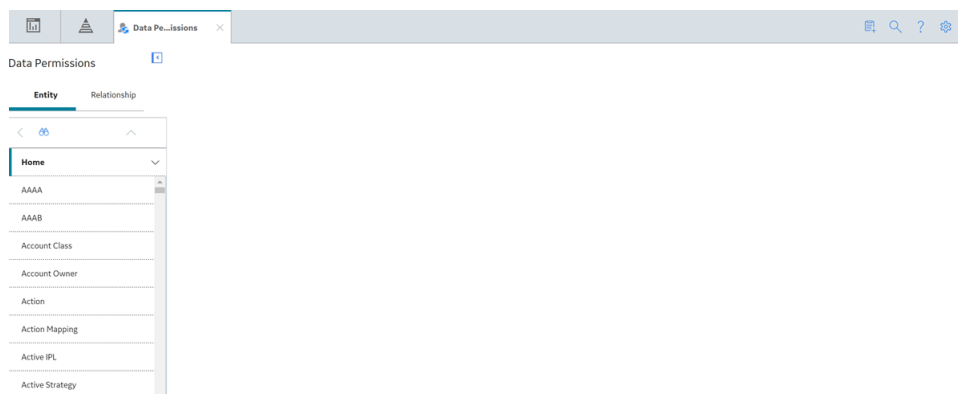 Data Pe...issions
Data Permissions
Entity Relationship
Home
AAAA
AAAB
Account Class
Account Owner
Action
Action Mapping
Active IPL
Active Strategy